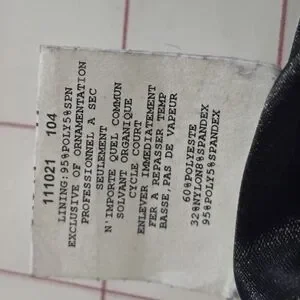 111021 104
LINING:95%POLY5%SPN
EXCLUSIVE OF ORNAMENTATION
PROFESSIONNEL A SEC
SEULEMENT
N'IMPORTE QUEL COMMUN
SOLVANT ORGANIQUE
CYCLE COURT
ENLEVER IMMEDIATEMENT
FER A REPASSER TEMP
BASSE,PAS DE VAPEUR
60%POLYESTE
32%NYLON8%SPANDEX
95%POLY5%SPANDEX